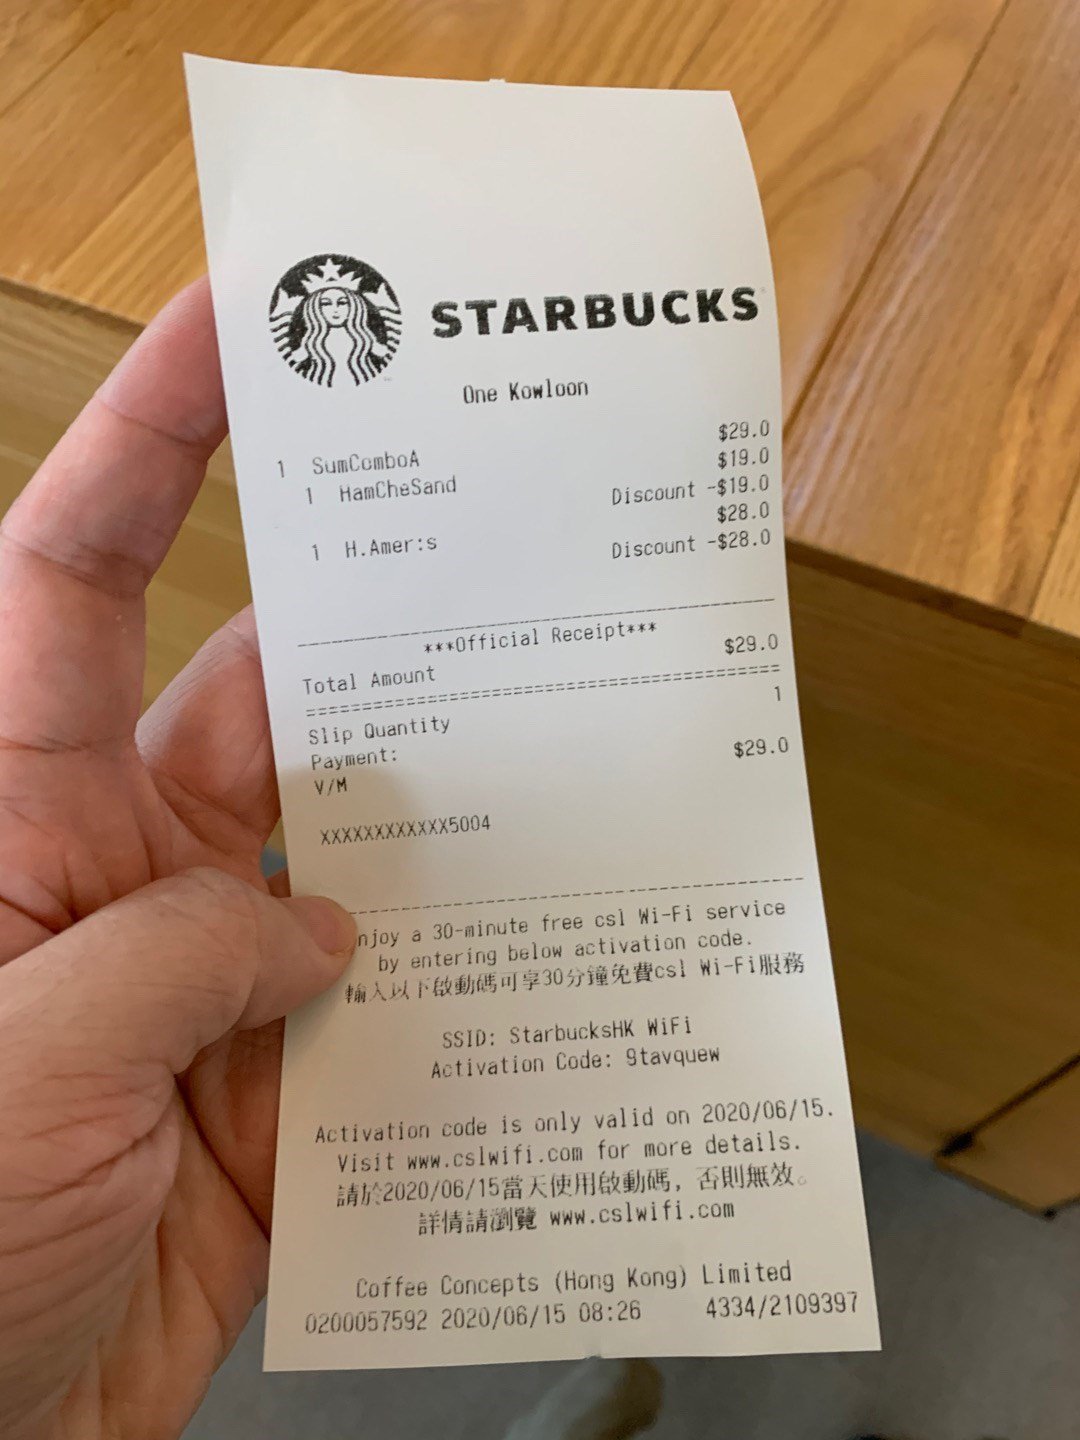 STARBUCKS
One Kowloon
1 SumComboA $29.0
1 HamCheSand $19.0
Discount -$19.0
1 H.Amer:s $28.0
Discount -$28.0
***Official Receipt***
Total Amount $29.0
Slip Quantity 1
Payment:
V/M $29.0
XXXXXXXXXXXX5004
njoy a 30-minute free csl Wi-Fi service
by entering below activation code.
輸入以下啟動碼可享30分鐘免費csl Wi-Fi服務
SSID: StarbucksHK WiFi
Activation Code: 9tavquew
Activation code is only valid on 2020/06/15.
Visit www.cslwifi.com for more details.
請於2020/06/15當天使用啟動碼, 否則無效。
詳情請瀏覽 www.cslwifi.com
Coffee Concepts (Hong Kong) Limited
0200057592 2020/06/15 08:26 4334/2109397